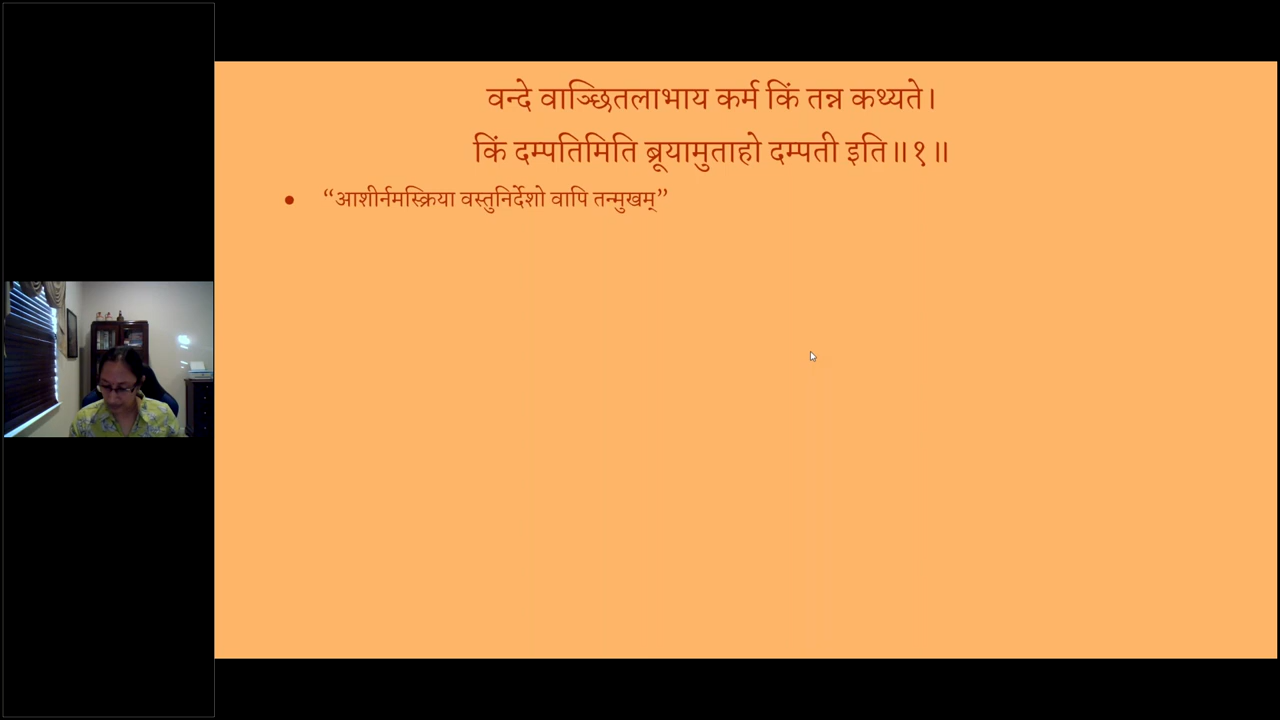 वन्दे वाञ्छितलाभाय कर्म किं तन्न कथ्यते।
किं दम्पतिमिति ब्रूयामुताहो दम्पती इति॥१॥
• “आशीर्नमस्क्रिया वस्तुनिर्देशो वापि तन्मुखम्”